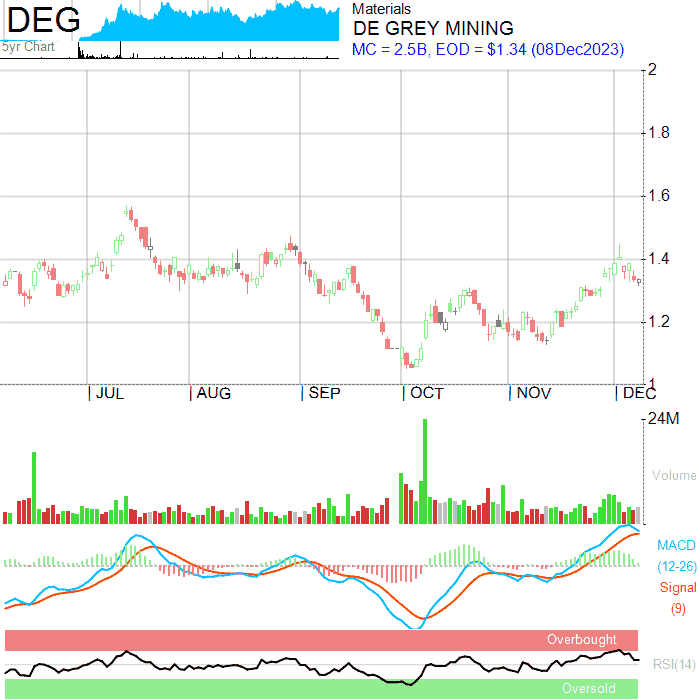 DEG
5yr Chart
Materials
DE GREY MINING
MC = 2.5B, EOD = $1.34 (08Dec2023)
2
1.8
1.6
1.4
1.2
1
JUL AUG SEP OCT NOV DEC
24M
Volume
MACD
(12-26)
Signal
(9)
Overbought
RSI(14)
Oversold